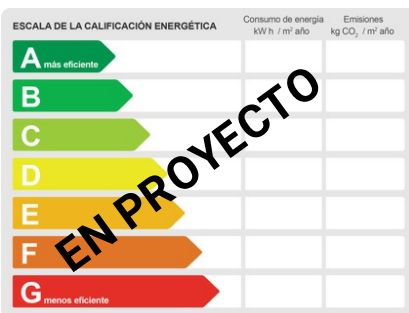 ESCALA DE LA CALIFICACIÓN ENERGÉTICA
Consumo de energía
kW h / m² año
Emisiones
kg CO₂ / m² año
A más eficiente
B
C
D
E
F
G menos eficiente
EN PROYECTO